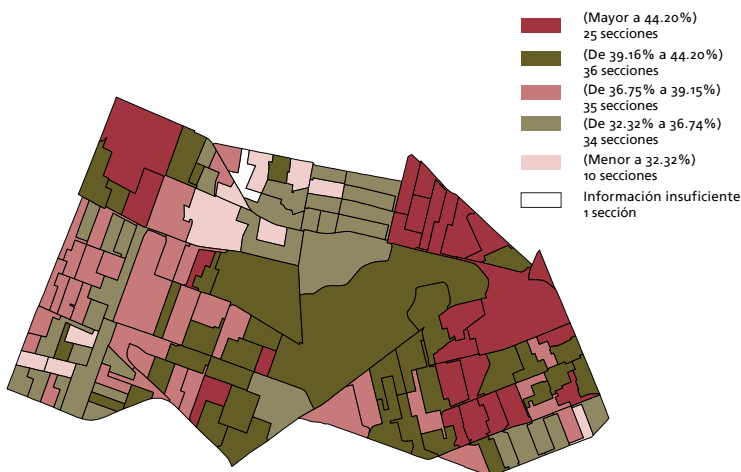 (Mayor a 44.20%)
25 secciones
(De 39.16% a 44.20%)
36 secciones
(De 36.75% a 39.15%)
35 secciones
(De 32.32% a 36.74%)
34 secciones
(Menor a 32.32%)
10 secciones
Información insuficiente
1 sección